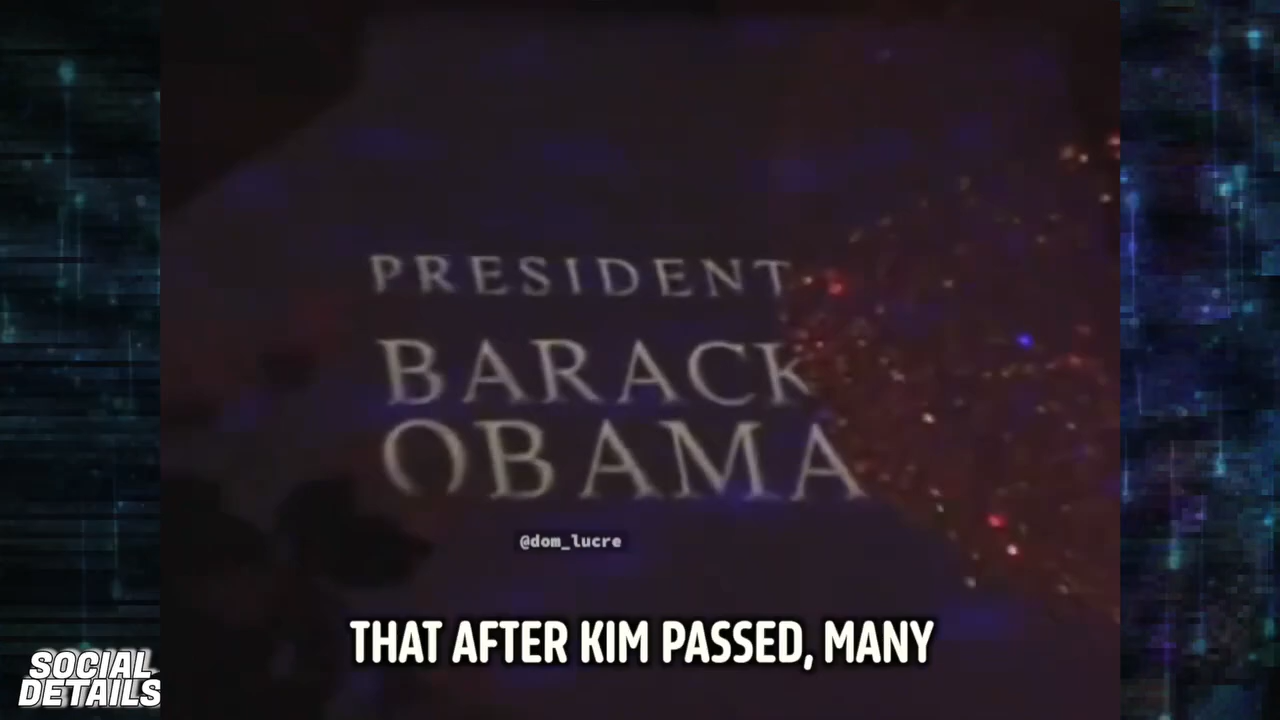 PRESIDENT
BARACK
OBAMA
@dom_lucre
THAT AFTER KIM PASSED, MANY
SOCIAL
DETAILS